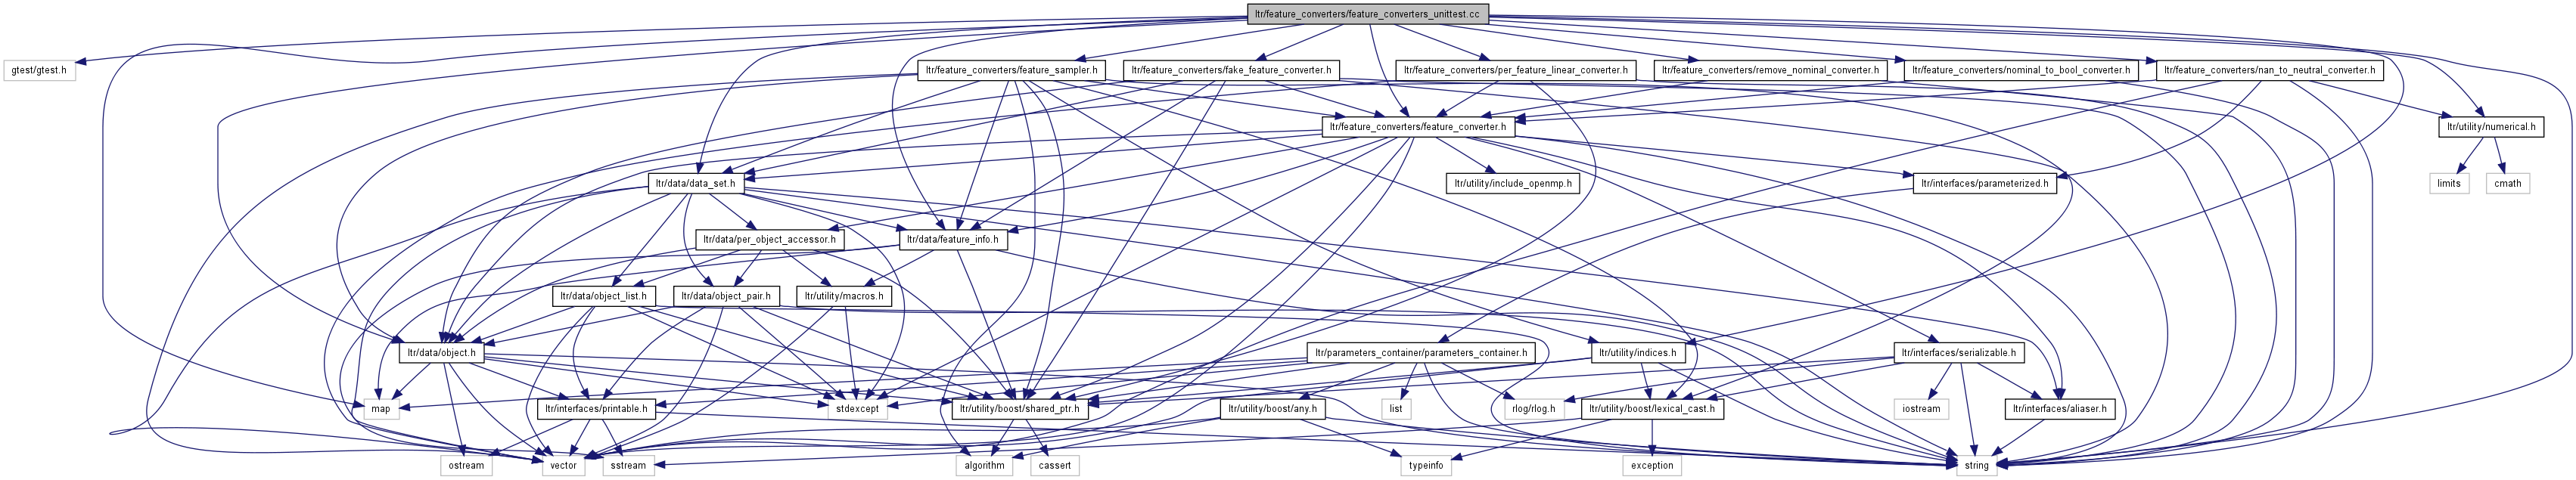 ltr/feature_converters/feature_converters_unittest.cc
gtest/gtest.h
ltr/feature_converters/feature_sampler.h
ltr/feature_converters/fake_feature_converter.h
ltr/feature_converters/per_feature_linear_converter.h
ltr/feature_converters/remove_nominal_converter.h
ltr/feature_converters/nominal_to_bool_converter.h
ltr/feature_converters/nan_to_neutral_converter.h
ltr/feature_converters/feature_converter.h
ltr/utility/numerical.h
ltr/data/data_set.h
ltr/utility/include_openmp.h
ltr/interfaces/parameterized.h
limits
cmath
ltr/data/per_object_accessor.h
ltr/data/feature_info.h
ltr/data/object_list.h
ltr/data/object_pair.h
ltr/utility/macros.h
ltr/data/object.h
ltr/parameters_container/parameters_container.h
ltr/utility/indices.h
ltr/interfaces/serializable.h
map
ltr/interfaces/printable.h
stdexcept
ltr/utility/boost/shared_ptr.h
ltr/utility/boost/any.h
list
rlog/rlog.h
ltr/utility/boost/lexical_cast.h
iostream
ltr/interfaces/aliaser.h
ostream
vector
sstream
algorithm
cassert
typeinfo
exception
string